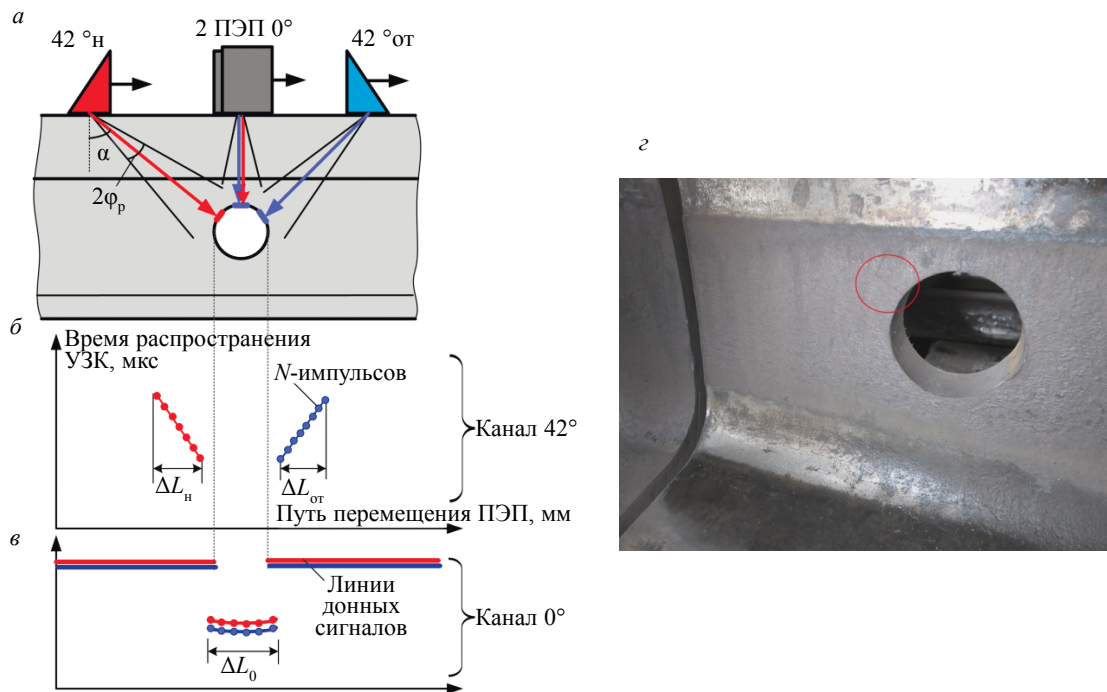 а
42 °н
2 ПЭП 0°
42 °от
α
2φр
г
б
Время распространения
УЗК, мкс
N-импульсов
Канал 42°
ΔLн
ΔLот
Путь перемещения ПЭП, мм
в
Линии
донных
сигналов
Канал 0°
ΔL0